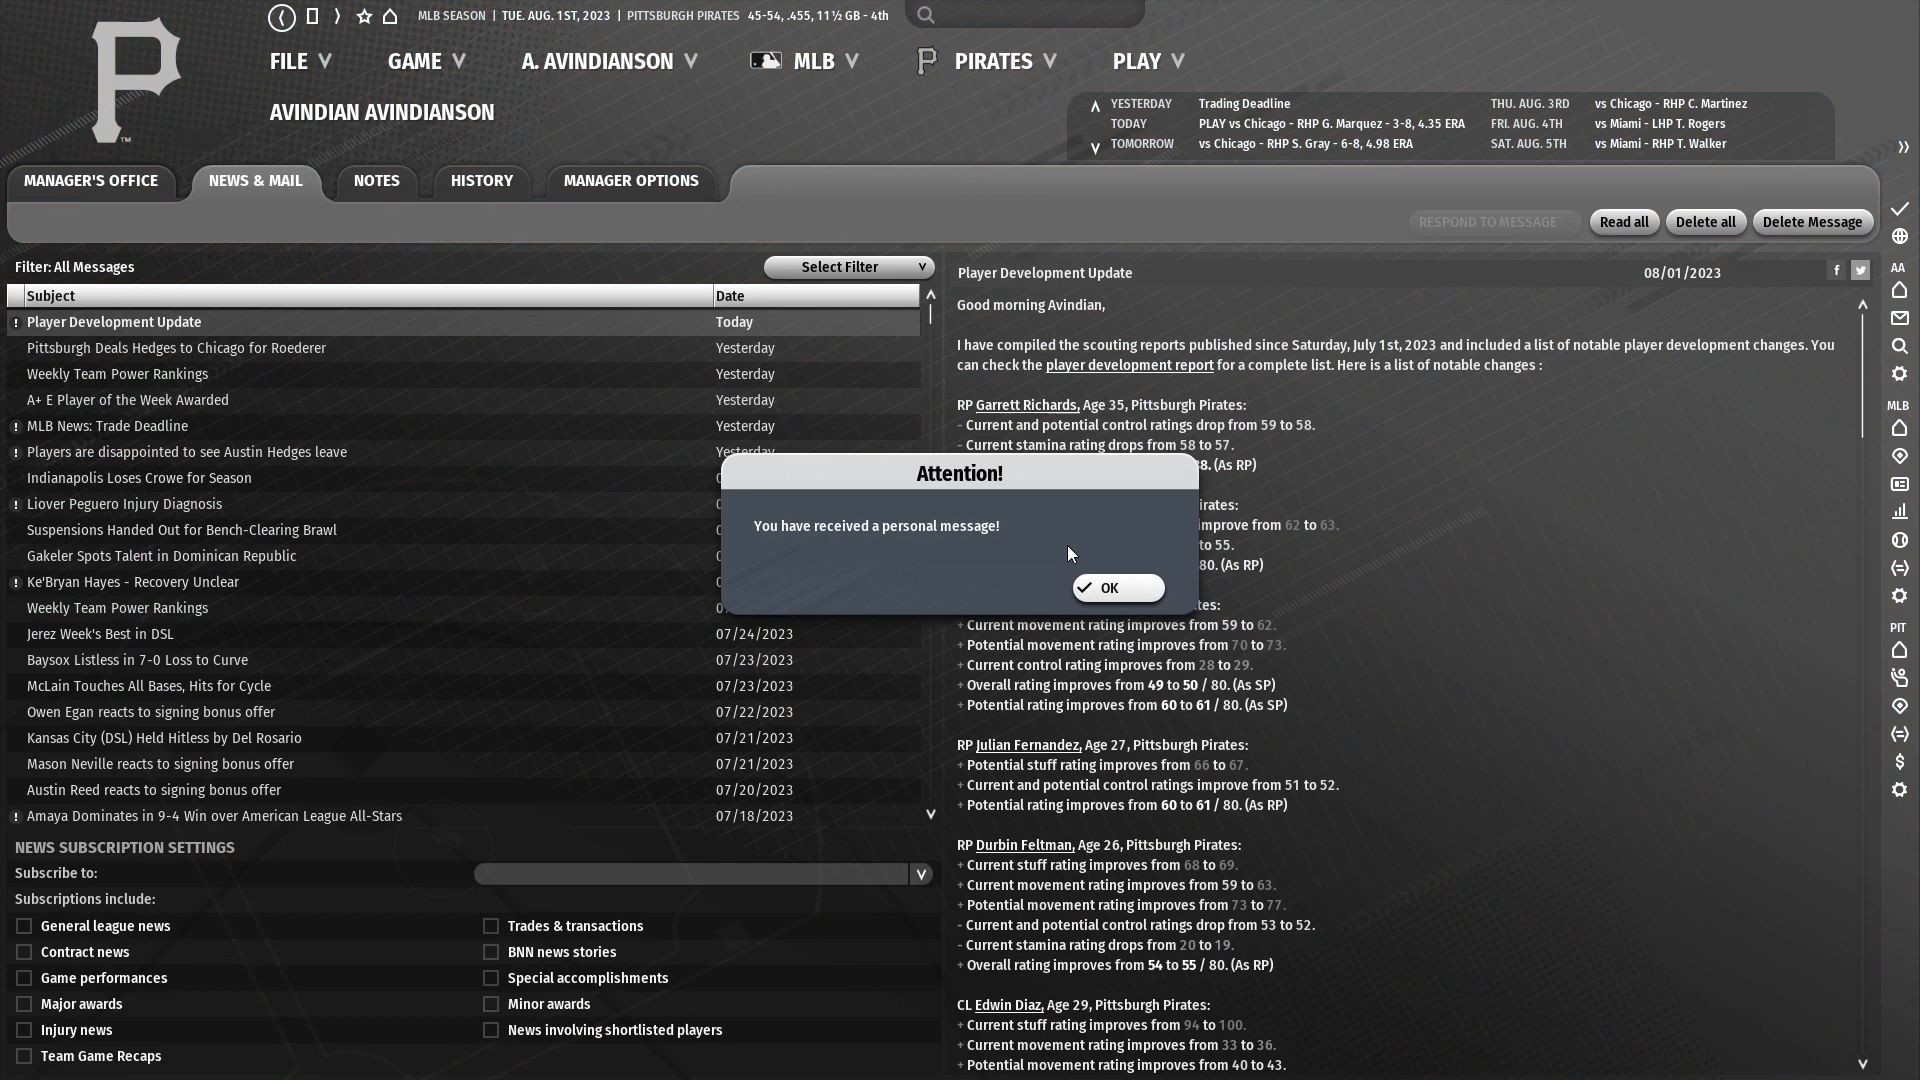 MLB SEASON | TUE. AUG. 1ST, 2023 | PITTSBURGH PIRATES 45-54, .455, 11½ GB - 4th
FILE GAME A. AVINDIANSON MLB PIRATES PLAY
AVINDIAN AVINDIANSON
YESTERDAY Trading Deadline THU. AUG. 3RD vs Chicago - RHP C. Martinez
TODAY PLAY vs Chicago - RHP G. Marquez - 3-8, 4.35 ERA FRI. AUG. 4TH vs Miami - LHP T. Rogers
TOMORROW vs Chicago - RHP S. Gray - 6-8, 4.98 ERA SAT. AUG. 5TH vs Miami - RHP T. Walker
MANAGER'S OFFICE NEWS & MAIL NOTES HISTORY MANAGER OPTIONS
RESPOND TO MESSAGE Read all Delete all Delete Message
Filter: All Messages Select Filter
Subject Date
! Player Development Update Today
Pittsburgh Deals Hedges to Chicago for Roederer Yesterday
Weekly Team Power Rankings Yesterday
A+ E Player of the Week Awarded Yesterday
! MLB News: Trade Deadline Yesterday
! Players are disappointed to see Austin Hedges leave Yesterday
Indianapolis Loses Crowe for Season
! Liover Peguero Injury Diagnosis
Suspensions Handed Out for Bench-Clearing Brawl
Gakeler Spots Talent in Dominican Republic
! Ke'Bryan Hayes - Recovery Unclear
Weekly Team Power Rankings
Jerez Week's Best in DSL 07/24/2023
Baysox Listless in 7-0 Loss to Curve 07/23/2023
McLain Touches All Bases, Hits for Cycle 07/23/2023
Owen Egan reacts to signing bonus offer 07/22/2023
Kansas City (DSL) Held Hitless by Del Rosario 07/21/2023
Mason Neville reacts to signing bonus offer 07/21/2023
Austin Reed reacts to signing bonus offer 07/20/2023
! Amaya Dominates in 9-4 Win over American League All-Stars 07/18/2023
NEWS SUBSCRIPTION SETTINGS
Subscribe to:
Subscriptions include:
General league news Trades & transactions
Contract news BNN news stories
Game performances Special accomplishments
Major awards Minor awards
Injury news News involving shortlisted players
Team Game Recaps
Attention!
You have received a personal message!
OK
Player Development Update 08/01/2023
Good morning Avindian,
I have compiled the scouting reports published since Saturday, July 1st, 2023 and included a list of notable player development changes. You
can check the player development report for a complete list. Here is a list of notable changes :
RP Garrett Richards, Age 35, Pittsburgh Pirates:
- Current and potential control ratings drop from 59 to 58.
- Current stamina rating drops from 58 to 57.
(As RP)
rates:
improve from 62 to 63.
to 55.
80. (As RP)
tes:
+ Current movement rating improves from 59 to 62.
+ Potential movement rating improves from 70 to 73.
+ Current control rating improves from 28 to 29.
+ Overall rating improves from 49 to 50 / 80. (As SP)
+ Potential rating improves from 60 to 61 / 80. (As SP)
RP Julian Fernandez, Age 27, Pittsburgh Pirates:
+ Potential stuff rating improves from 66 to 67.
+ Current and potential control ratings improve from 51 to 52.
+ Potential rating improves from 60 to 61 / 80. (As RP)
RP Durbin Feltman, Age 26, Pittsburgh Pirates:
+ Current stuff rating improves from 68 to 69.
+ Current movement rating improves from 59 to 63.
+ Potential movement rating improves from 73 to 77.
- Current and potential control ratings drop from 53 to 52.
- Current stamina rating drops from 20 to 19.
+ Overall rating improves from 54 to 55 / 80. (As RP)
CL Edwin Diaz, Age 29, Pittsburgh Pirates:
+ Current stuff rating improves from 94 to 100.
+ Current movement rating improves from 33 to 36.
+ Potential movement rating improves from 40 to 43.
AA
MLB
PIT